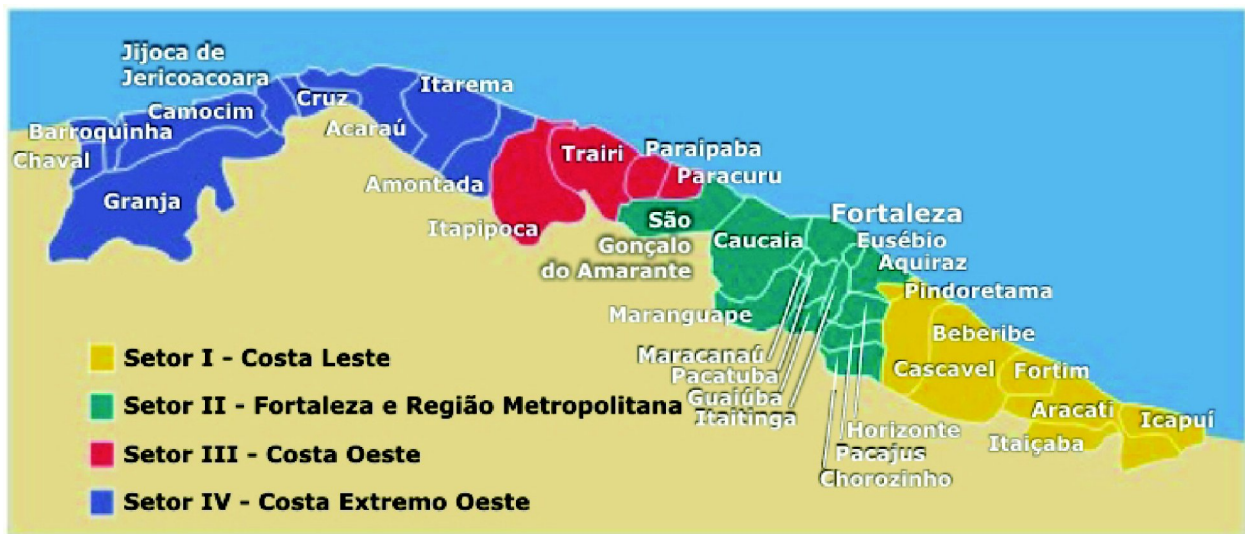 Jijoca de
Jericoacoara
Cruz
Itarema
Camocim
Acaraú
Barroquinha
Chaval
Granja
Amontada
Trairi
Paraipaba
Paracuru
Itapipoca
São
Gonçalo
do Amarante
Caucaia
Fortaleza
Eusébio
Aquiraz
Pindoretama
Maranguape
Maracanaú
Pacatuba
Guaiúba
Itaitinga
Beberibe
Cascavel
Fortim
Aracati
Icapuí
Itaiçaba
Horizonte
Pacajus
Chorozinho
Setor I - Costa Leste
Setor II - Fortaleza e Região Metropolitana
Setor III - Costa Oeste
Setor IV - Costa Extremo Oeste